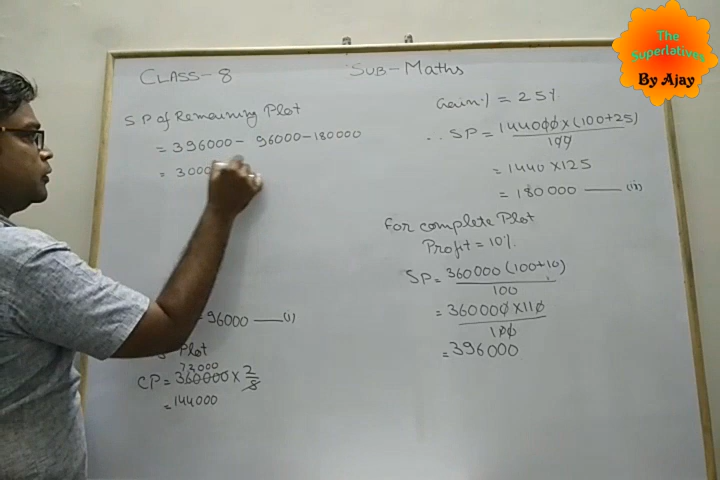 The
Superlatives
By Ajay
CLASS-8
SUB-Maths
SP of Remaining Plot
= 396000 - 96000-180000
= 3000
= 96000 —(i)
Plot
72000
CP = 360000 × 2/8
= 144000
Gain% = 25%
∴ SP = 144000×(100+25)
100
= 1440 × 125
= 180000 —(ii)
For complete Plot
Profit = 10%
SP = 360000 (100+10)
100
= 360000 × 110
100
= 396000